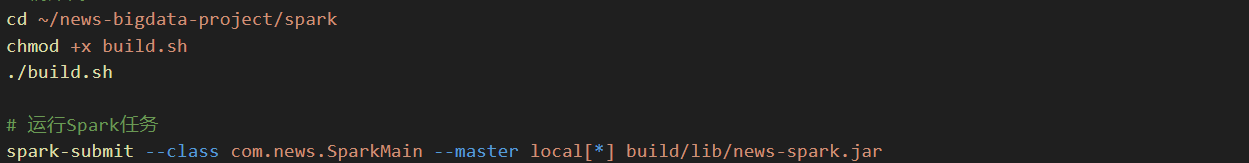 cd ~/news-bigdata-project/spark
chmod +x build.sh
./build.sh
# 运行Spark任务
spark-submit --class com.news.SparkMain --master local[*] build/lib/news-spark.jar